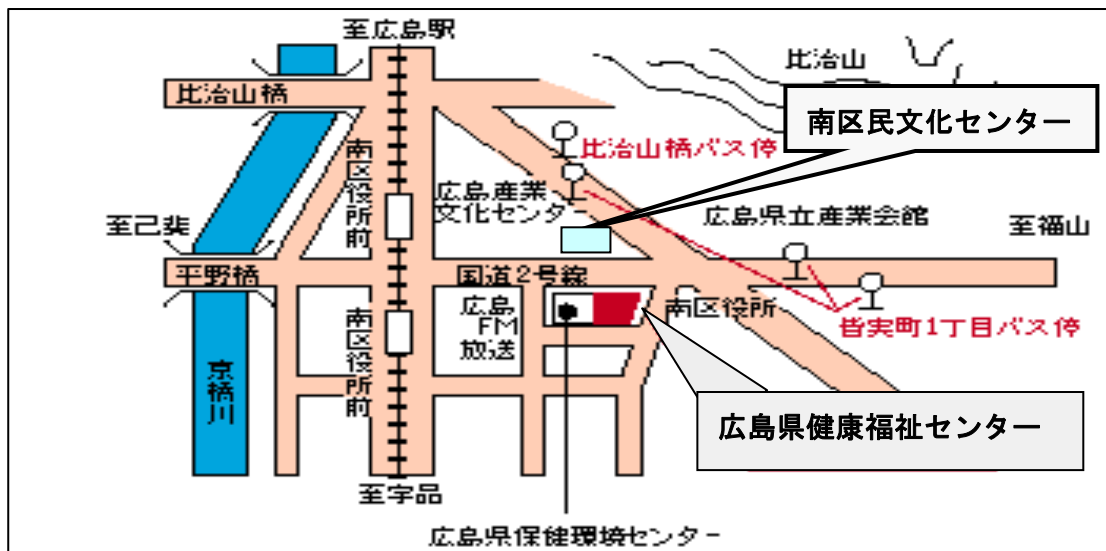 至広島駅
比治山
比治山橋
南区民文化センター
比治山橋バス停
南区役所前
広島産業
文化センター
広島県立産業会館
至己斐
至福山
平野橋
国道2号線
広島
FM
放送
南区役所
皆実町1丁目バス停
南区役所前
京橋川
広島県健康福祉センター
至宇品
広島県保健環境センター